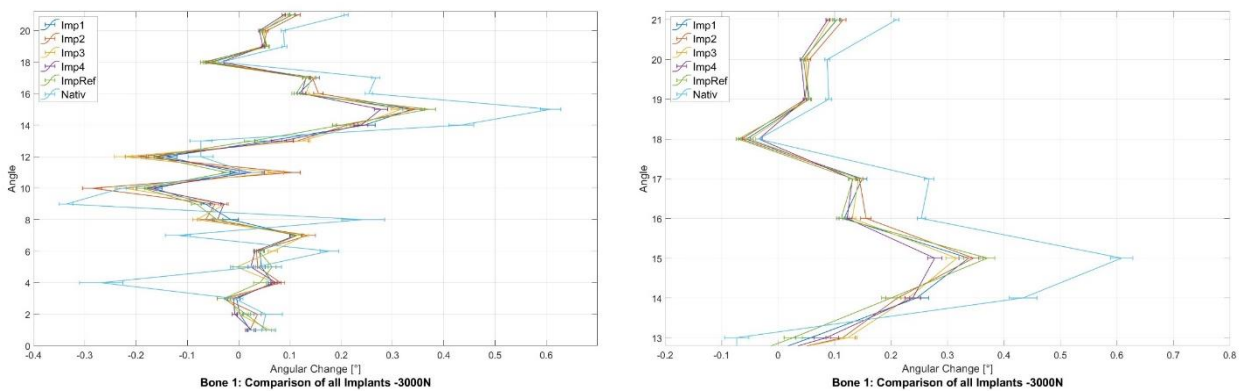 Imp1
Imp2
Imp3
Imp4
ImpRef
Nativ
20
18
16
14
12
10
8
6
4
2
0
Angle
-0.4 -0.3 -0.2 -0.1 0 0.1 0.2 0.3 0.4 0.5 0.6
Angular Change [°]
Bone 1: Comparison of all Implants -3000N
Imp1
Imp2
Imp3
Imp4
ImpRef
Nativ
21
20
19
18
17
16
15
14
13
Angle
-0.2 -0.1 0 0.1 0.2 0.3 0.4 0.5 0.6 0.7 0.8
Angular Change [°]
Bone 1: Comparison of all Implants -3000N